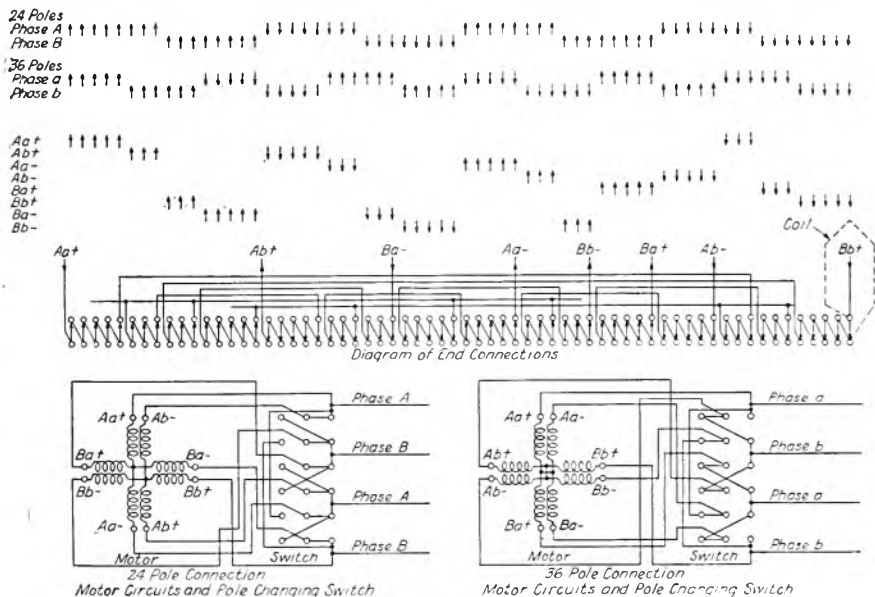 24 Poles
Phase A
Phase B
36 Poles
Phase a
Phase b
Aa+
Ab+
Aa-
Ab-
Ba+
Bb+
Ba-
Bb-
Coil
Aa+ Ab+ Ba- Aa- Bb- Ba+ Ab- Bb+
Diagram of End Connections
Aa+ Ab-
Ba+ Ba-
Bb- Bb+
Aa- Ab+
Phase A
Phase B
Phase A
Phase B
Motor Switch
24 Pole Connection
Motor Circuits and Pole Changing Switch
Aa+ Aa-
Ab+ Bb+
Ab- Bb-
Ba+ Ba-
Phase a
Phase b
Phase a
Phase b
Motor Switch
36 Pole Connection
Motor Circuits and Pole Changing Switch